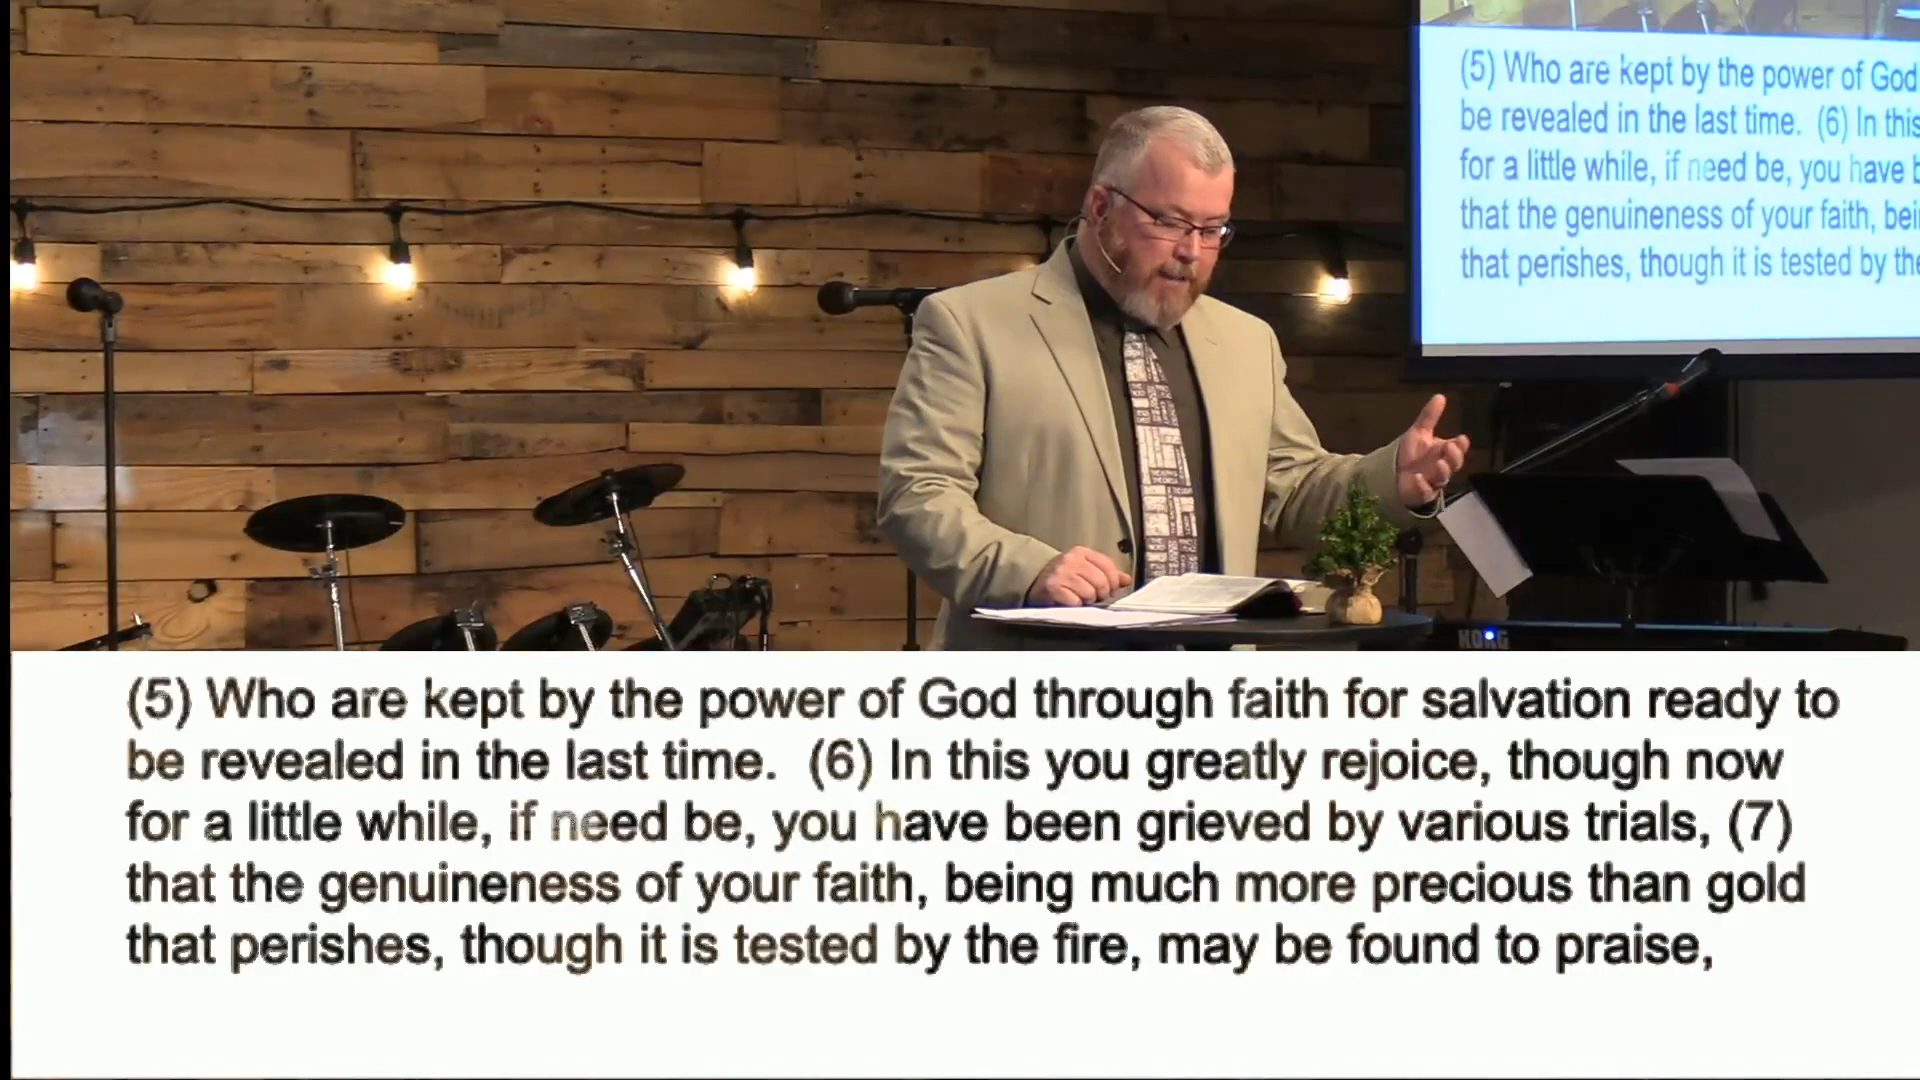 (5) Who are kept by the power of God
be revealed in the last time.  (6) In this
for a little while, if need be, you have
that the genuineness of your faith,
that perishes, though it is tested by the
KORG
(5) Who are kept by the power of God through faith for salvation ready to
be revealed in the last time.  (6) In this you greatly rejoice, though now
for a little while, if need be, you have been grieved by various trials, (7)
that the genuineness of your faith, being much more precious than gold
that perishes, though it is tested by the fire, may be found to praise,